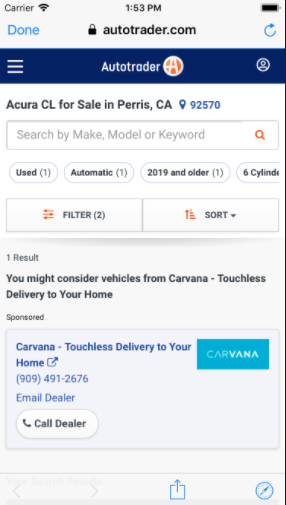 Carrier 1:53 PM
Done autotrader.com
Autotrader
Acura CL for Sale in Perris, CA 92570
Search by Make, Model or Keyword
Used (1) Automatic (1) 2019 and older (1) 6 Cylinde
FILTER (2) SORT
1 Result
You might consider vehicles from Carvana - Touchless
Delivery to Your Home
Sponsored
Carvana - Touchless Delivery to Your
Home
CARVANA
(909) 491-2676
Email Dealer
Call Dealer